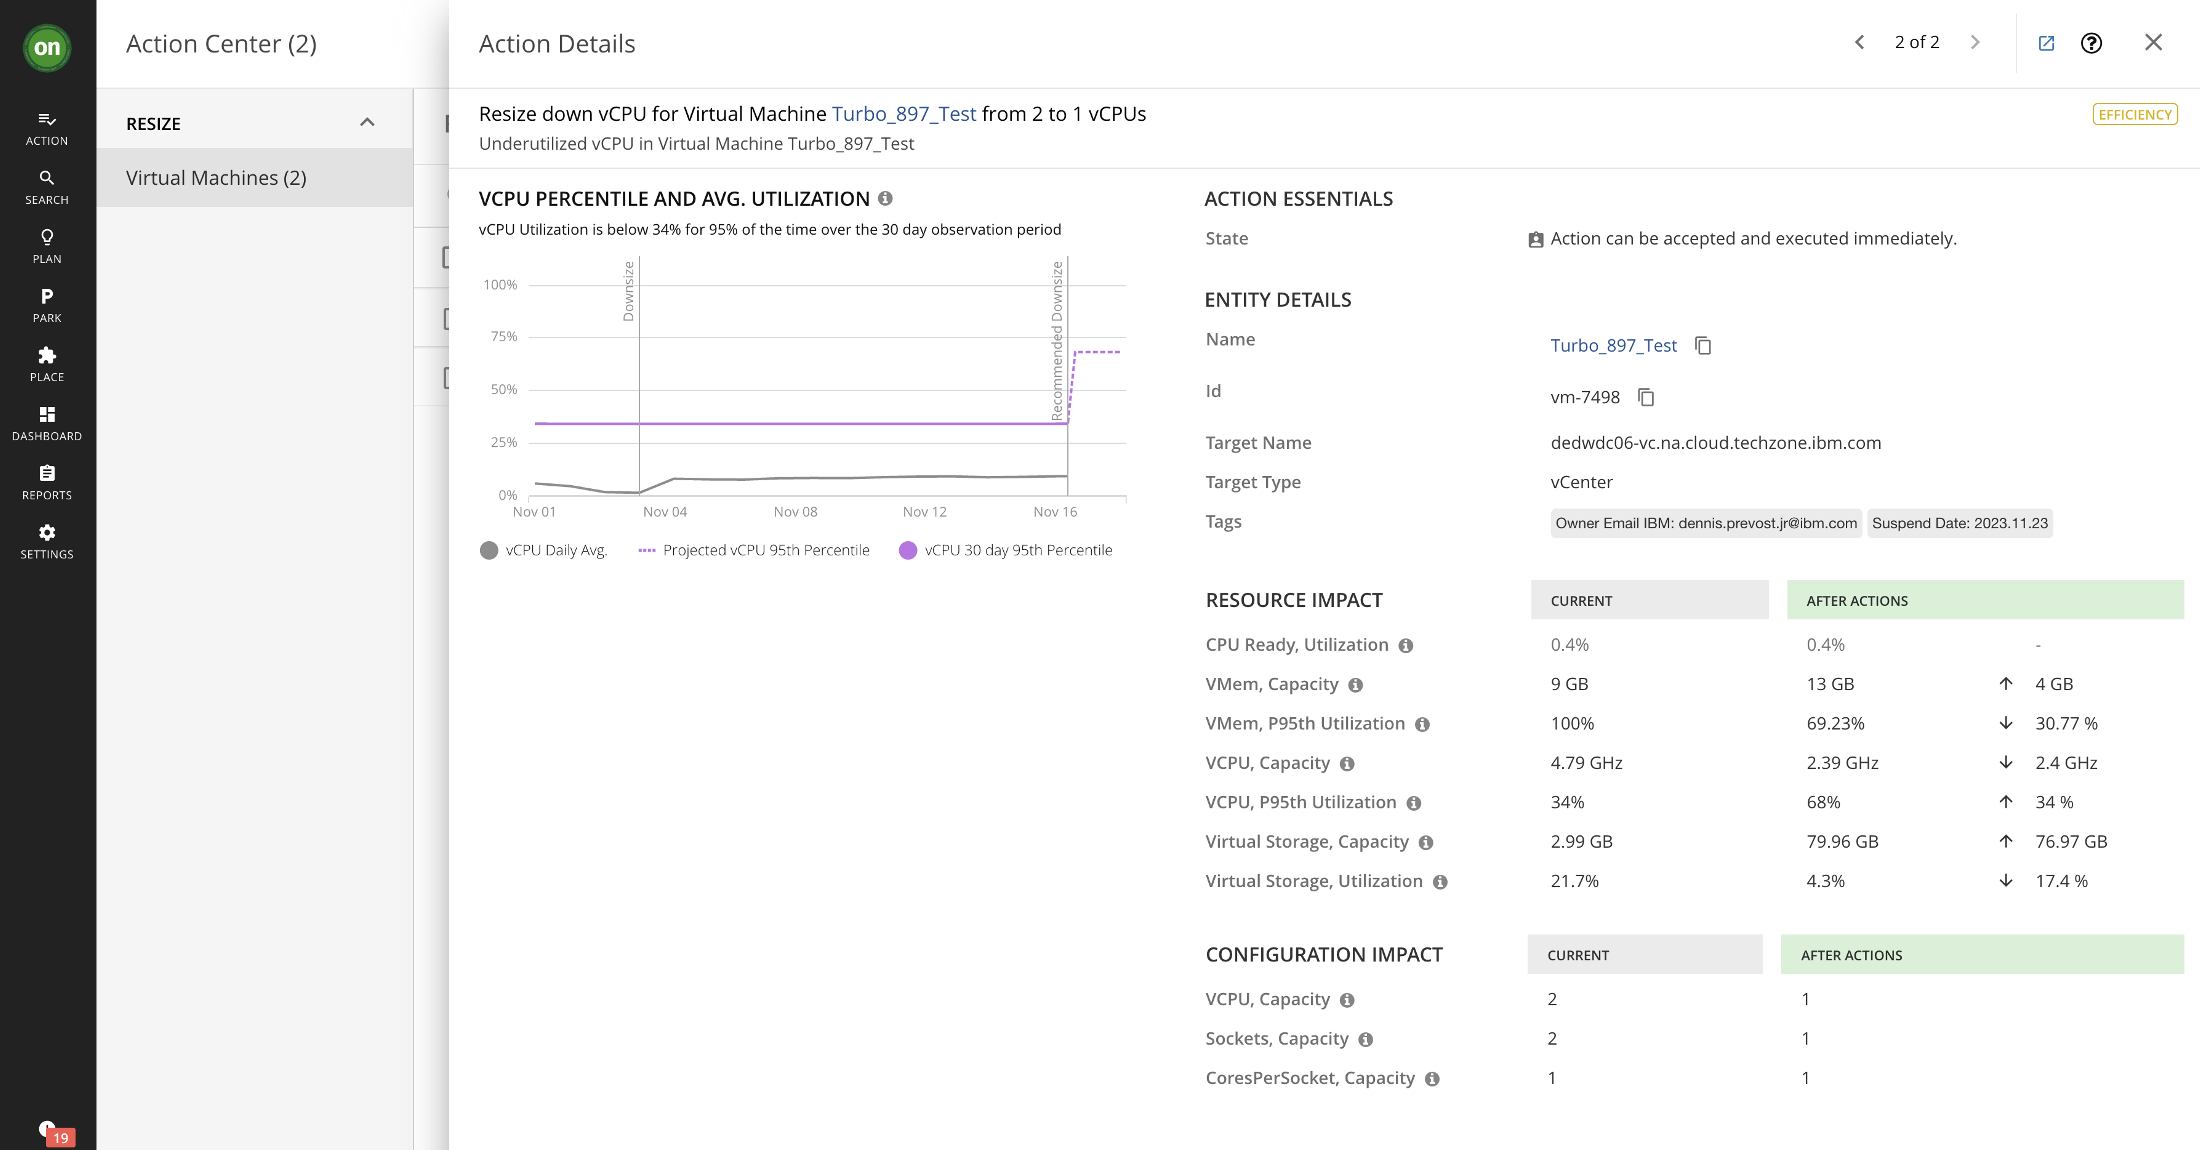 on
ACTION
SEARCH
PLAN
P
PARK
PLACE
DASHBOARD
REPORTS
SETTINGS
19
Action Center (2)
RESIZE
Virtual Machines (2)
Action Details
2 of 2
Resize down vCPU for Virtual Machine Turbo_897_Test from 2 to 1 vCPUs
EFFICIENCY
Underutilized vCPU in Virtual Machine Turbo_897_Test
VCPU PERCENTILE AND AVG. UTILIZATION
vCPU Utilization is below 34% for 95% of the time over the 30 day observation period
Downsize
Recommended Downsize
100%
75%
50%
25%
0%
Nov 01 Nov 04 Nov 08 Nov 12 Nov 16
vCPU Daily Avg. Projected vCPU 95th Percentile vCPU 30 day 95th Percentile
ACTION ESSENTIALS
State Action can be accepted and executed immediately.
ENTITY DETAILS
Name Turbo_897_Test
Id vm-7498
Target Name dedwdc06-vc.na.cloud.techzone.ibm.com
Target Type vCenter
Tags Owner Email IBM: dennis.prevost.jr@ibm.com Suspend Date: 2023.11.23
RESOURCE IMPACT CURRENT AFTER ACTIONS
CPU Ready, Utilization 0.4% 0.4% -
VMem, Capacity 9 GB 13 GB ↑ 4 GB
VMem, P95th Utilization 100% 69.23% ↓ 30.77 %
VCPU, Capacity 4.79 GHz 2.39 GHz ↓ 2.4 GHz
VCPU, P95th Utilization 34% 68% ↑ 34 %
Virtual Storage, Capacity 2.99 GB 79.96 GB ↑ 76.97 GB
Virtual Storage, Utilization 21.7% 4.3% ↓ 17.4 %
CONFIGURATION IMPACT CURRENT AFTER ACTIONS
VCPU, Capacity 2 1
Sockets, Capacity 2 1
CoresPerSocket, Capacity 1 1